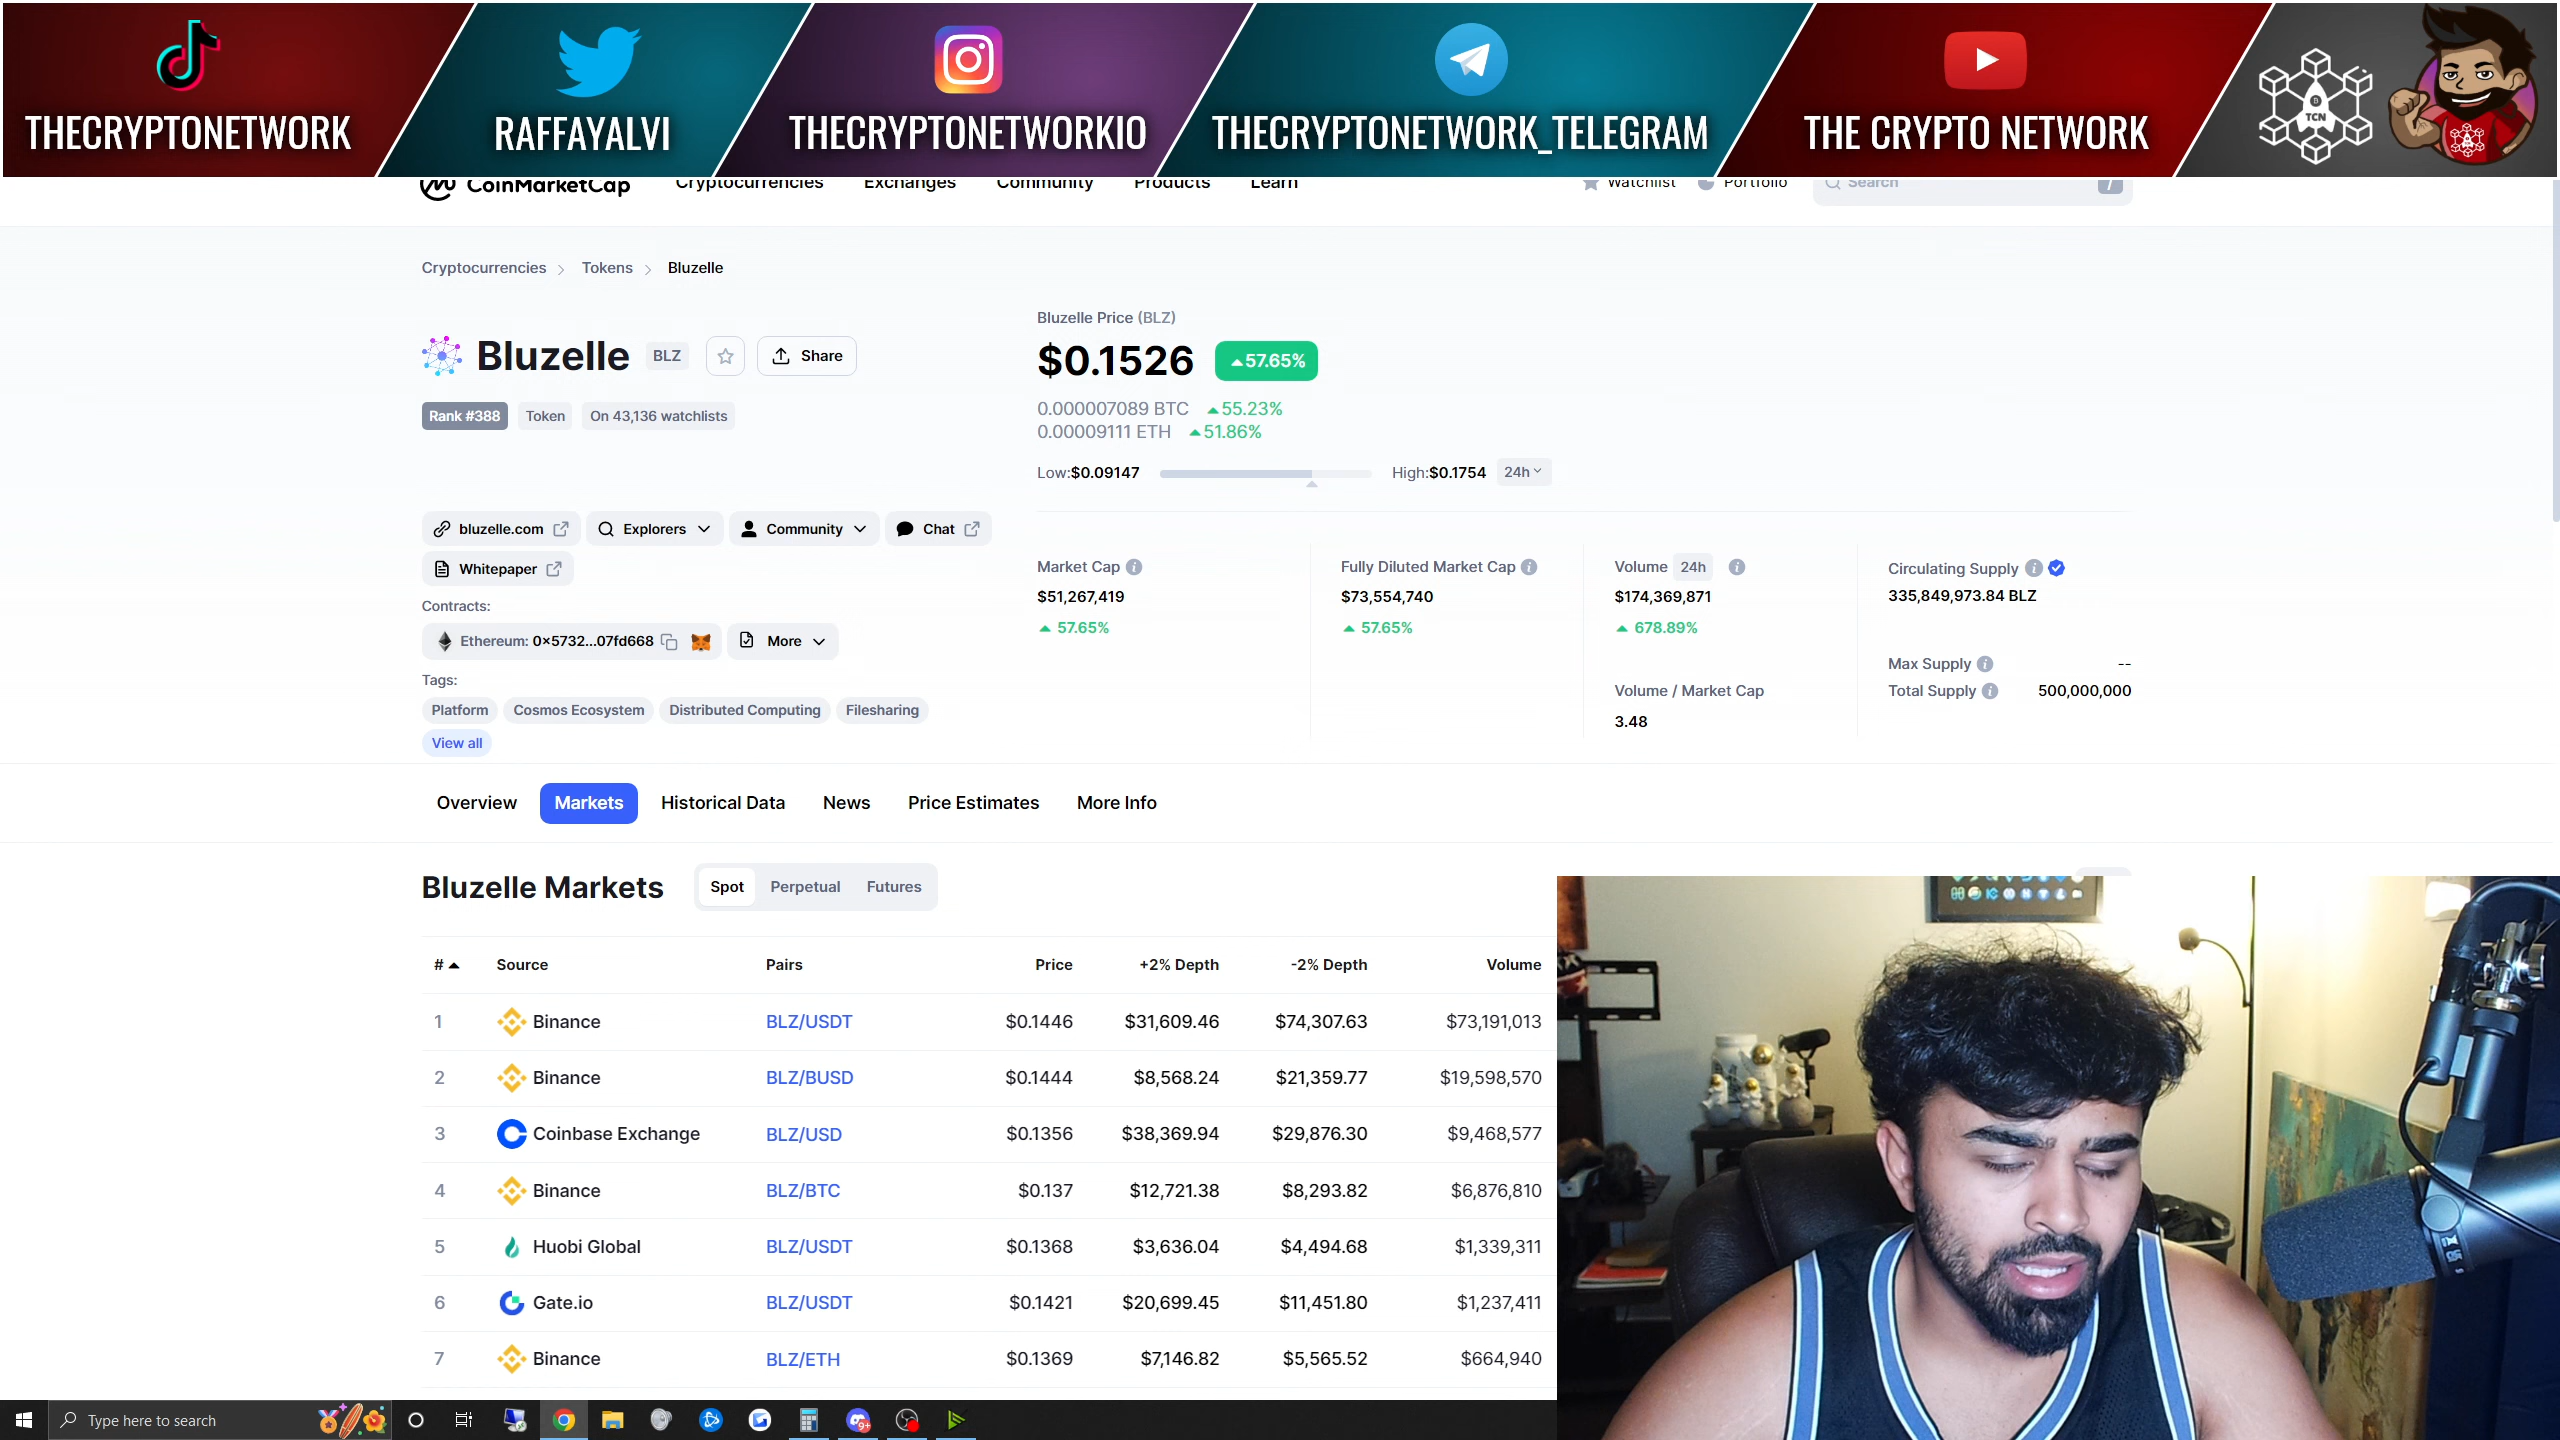 THECRYPTONETWORK
RAFFAYALVI
THECRYPTONETWORKIO
THECRYPTONETWORK_TELEGRAM
THE CRYPTO NETWORK
TCN
CoinMarketCap Cryptocurrencies Exchanges Community Products Learn Watchlist Portfolio Search /
Cryptocurrencies > Tokens > Bluzelle
Bluzelle BLZ Share
Rank #388 Token On 43,136 watchlists
Bluzelle Price (BLZ)
$0.1526 57.65%
0.000007089 BTC 55.23%
0.00009111 ETH 51.86%
Low:$0.09147 High:$0.1754 24h
bluzelle.com Explorers Community Chat
Whitepaper
Contracts:
Ethereum: 0x5732...07fd668 More
Tags:
Platform Cosmos Ecosystem Distributed Computing Filesharing
View all
Market Cap
$51,267,419
57.65%
Fully Diluted Market Cap
$73,554,740
57.65%
Volume 24h
$174,369,871
678.89%
Volume / Market Cap
3.48
Circulating Supply
335,849,973.84 BLZ
Max Supply --
Total Supply 500,000,000
Overview Markets Historical Data News Price Estimates More Info
Bluzelle Markets Spot Perpetual Futures
# Source Pairs Price +2% Depth -2% Depth Volume
1 Binance BLZ/USDT $0.1446 $31,609.46 $74,307.63 $73,191,013
2 Binance BLZ/BUSD $0.1444 $8,568.24 $21,359.77 $19,598,570
3 Coinbase Exchange BLZ/USD $0.1356 $38,369.94 $29,876.30 $9,468,577
4 Binance BLZ/BTC $0.137 $12,721.38 $8,293.82 $6,876,810
5 Huobi Global BLZ/USDT $0.1368 $3,636.04 $4,494.68 $1,339,311
6 Gate.io BLZ/USDT $0.1421 $20,699.45 $11,451.80 $1,237,411
7 Binance BLZ/ETH $0.1369 $7,146.82 $5,565.52 $664,940
Type here to search
9+